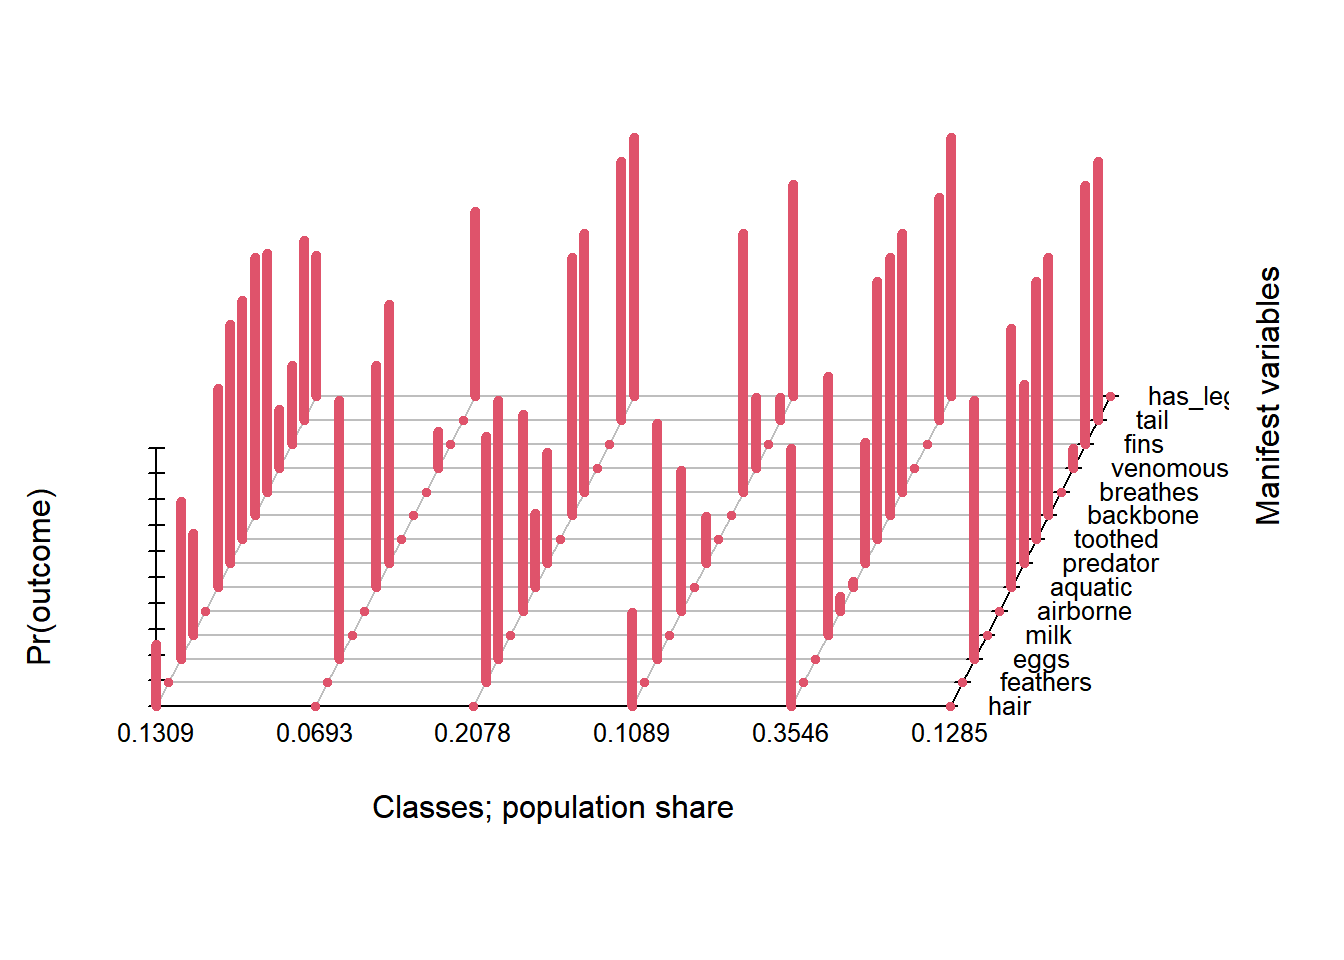 has_leg
tail
fins
venomous
breathes
backbone
toothed
predator
aquatic
airborne
milk
eggs
feathers
hair
Manifest variables
Pr(outcome)
0.1309 0.0693 0.2078 0.1089 0.3546 0.1285
Classes; population share